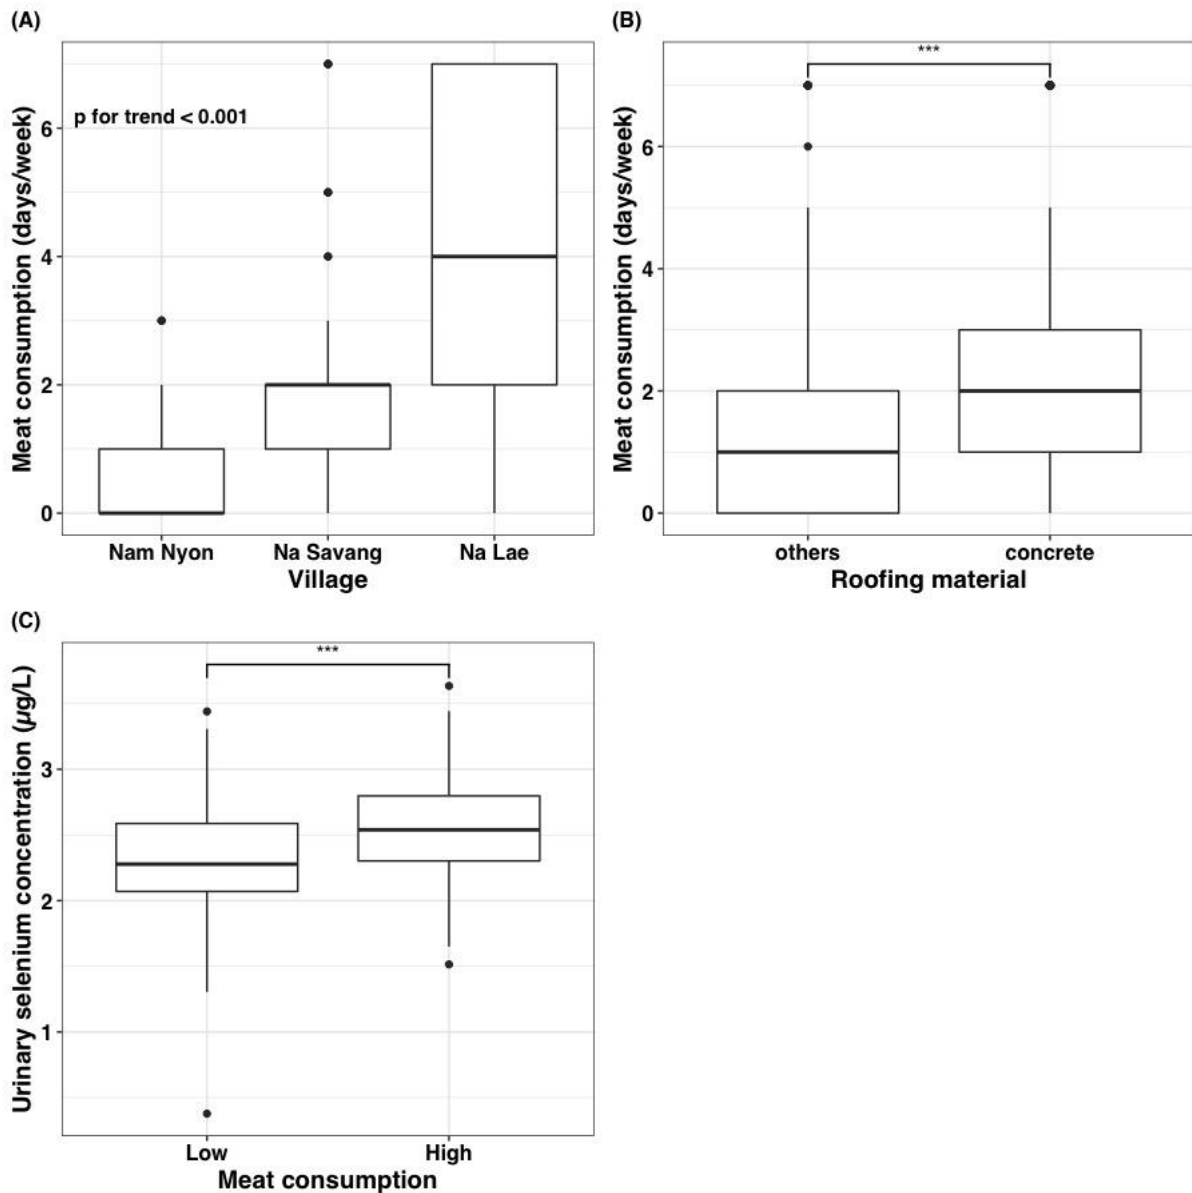 (A)
Meat consumption (days/week)
6
4
2
0
p for trend < 0.001
Nam Nyon Na Savang Na Lae
Village
(B)
Meat consumption (days/week)
6
4
2
0
***
others concrete
Roofing material
(C)
Urinary selenium concentration (µg/L)
3
2
1
***
Low High
Meat consumption